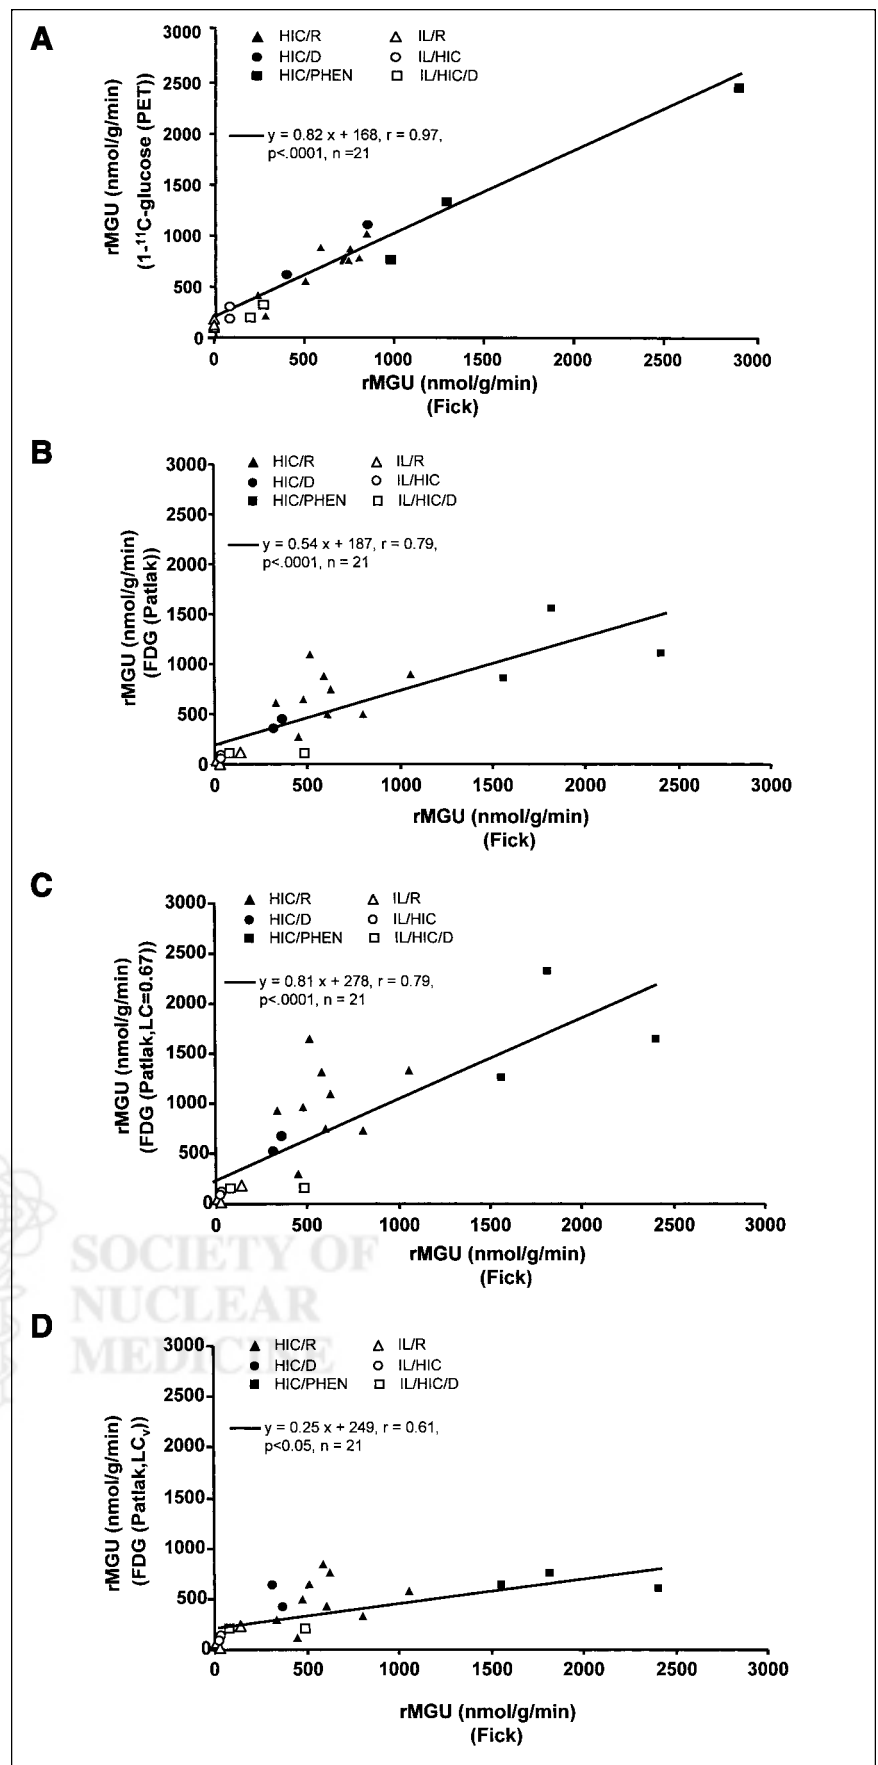 A
3000
2500
2000
1500
1000
500
0
rMGU (nmol/g/min)
(1-¹¹C-glucose (PET))
HIC/R
HIC/D
HIC/PHEN
IL/R
IL/HIC
IL/HIC/D
y = 0.82 x + 168, r = 0.97,
p<.0001, n =21
0 500 1000 1500 2000 2500 3000
rMGU (nmol/g/min)
(Fick)
B
3000
2500
2000
1500
1000
500
0
rMGU (nmol/g/min)
(FDG (Patlak))
HIC/R
HIC/D
HIC/PHEN
IL/R
IL/HIC
IL/HIC/D
y = 0.54 x + 187, r = 0.79,
p<.0001, n = 21
0 500 1000 1500 2000 2500 3000
rMGU (nmol/g/min)
(Fick)
C
3000
2500
2000
1500
1000
500
0
rMGU (nmol/g/min)
(FDG (Patlak,LC=0.67))
HIC/R
HIC/D
HIC/PHEN
IL/R
IL/HIC
IL/HIC/D
y = 0.81 x + 278, r = 0.79,
p<.0001, n = 21
0 500 1000 1500 2000 2500 3000
rMGU (nmol/g/min)
(Fick)
SOCIETY OF
NUCLEAR
MEDICINE
D
3000
2500
2000
1500
1000
500
0
rMGU (nmol/g/min)
(FDG (Patlak,LCᵥ))
HIC/R
HIC/D
HIC/PHEN
IL/R
IL/HIC
IL/HIC/D
y = 0.25 x + 249, r = 0.61,
p<0.05, n = 21
0 500 1000 1500 2000 2500 3000
rMGU (nmol/g/min)
(Fick)